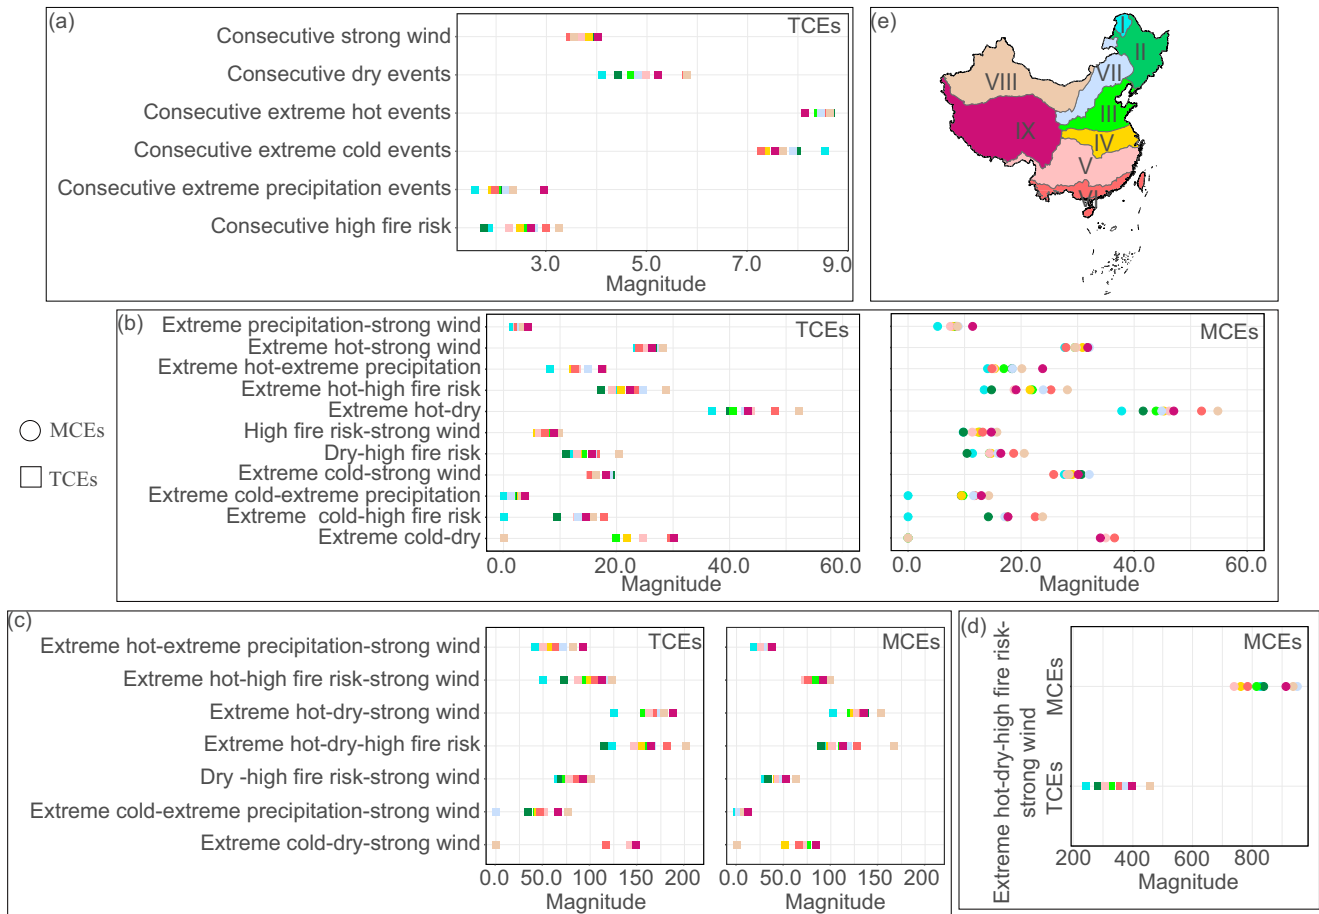 (a)
TCEs
Consecutive strong wind
Consecutive dry events
Consecutive extreme hot events
Consecutive extreme cold events
Consecutive extreme precipitation events
Consecutive high fire risk
3.0 5.0 7.0 9.0
Magnitude
(e)
I
II
VII
VIII
III
IX
IV
V
VI
(b)
TCEs
MCEs
Extreme precipitation-strong wind
Extreme hot-strong wind
Extreme hot-extreme precipitation
Extreme hot-high fire risk
Extreme hot-dry
High fire risk-strong wind
Dry-high fire risk
Extreme cold-strong wind
Extreme cold-extreme precipitation
Extreme cold-high fire risk
Extreme cold-dry
0.0 20.0 40.0 60.0
Magnitude
0.0 20.0 40.0 60.0
Magnitude
MCEs
TCEs
(c)
TCEs
MCEs
Extreme hot-extreme precipitation-strong wind
Extreme hot-high fire risk-strong wind
Extreme hot-dry-strong wind
Extreme hot-dry-high fire risk
Dry -high fire risk-strong wind
Extreme cold-extreme precipitation-strong wind
Extreme cold-dry-strong wind
0.0 50.0 100 150 200
Magnitude
0.0 50.0 100 150 200
Magnitude
(d)
MCEs
Extreme hot-dry-high fire risk-
strong wind
MCEs
TCEs
200 400 600 800
Magnitude